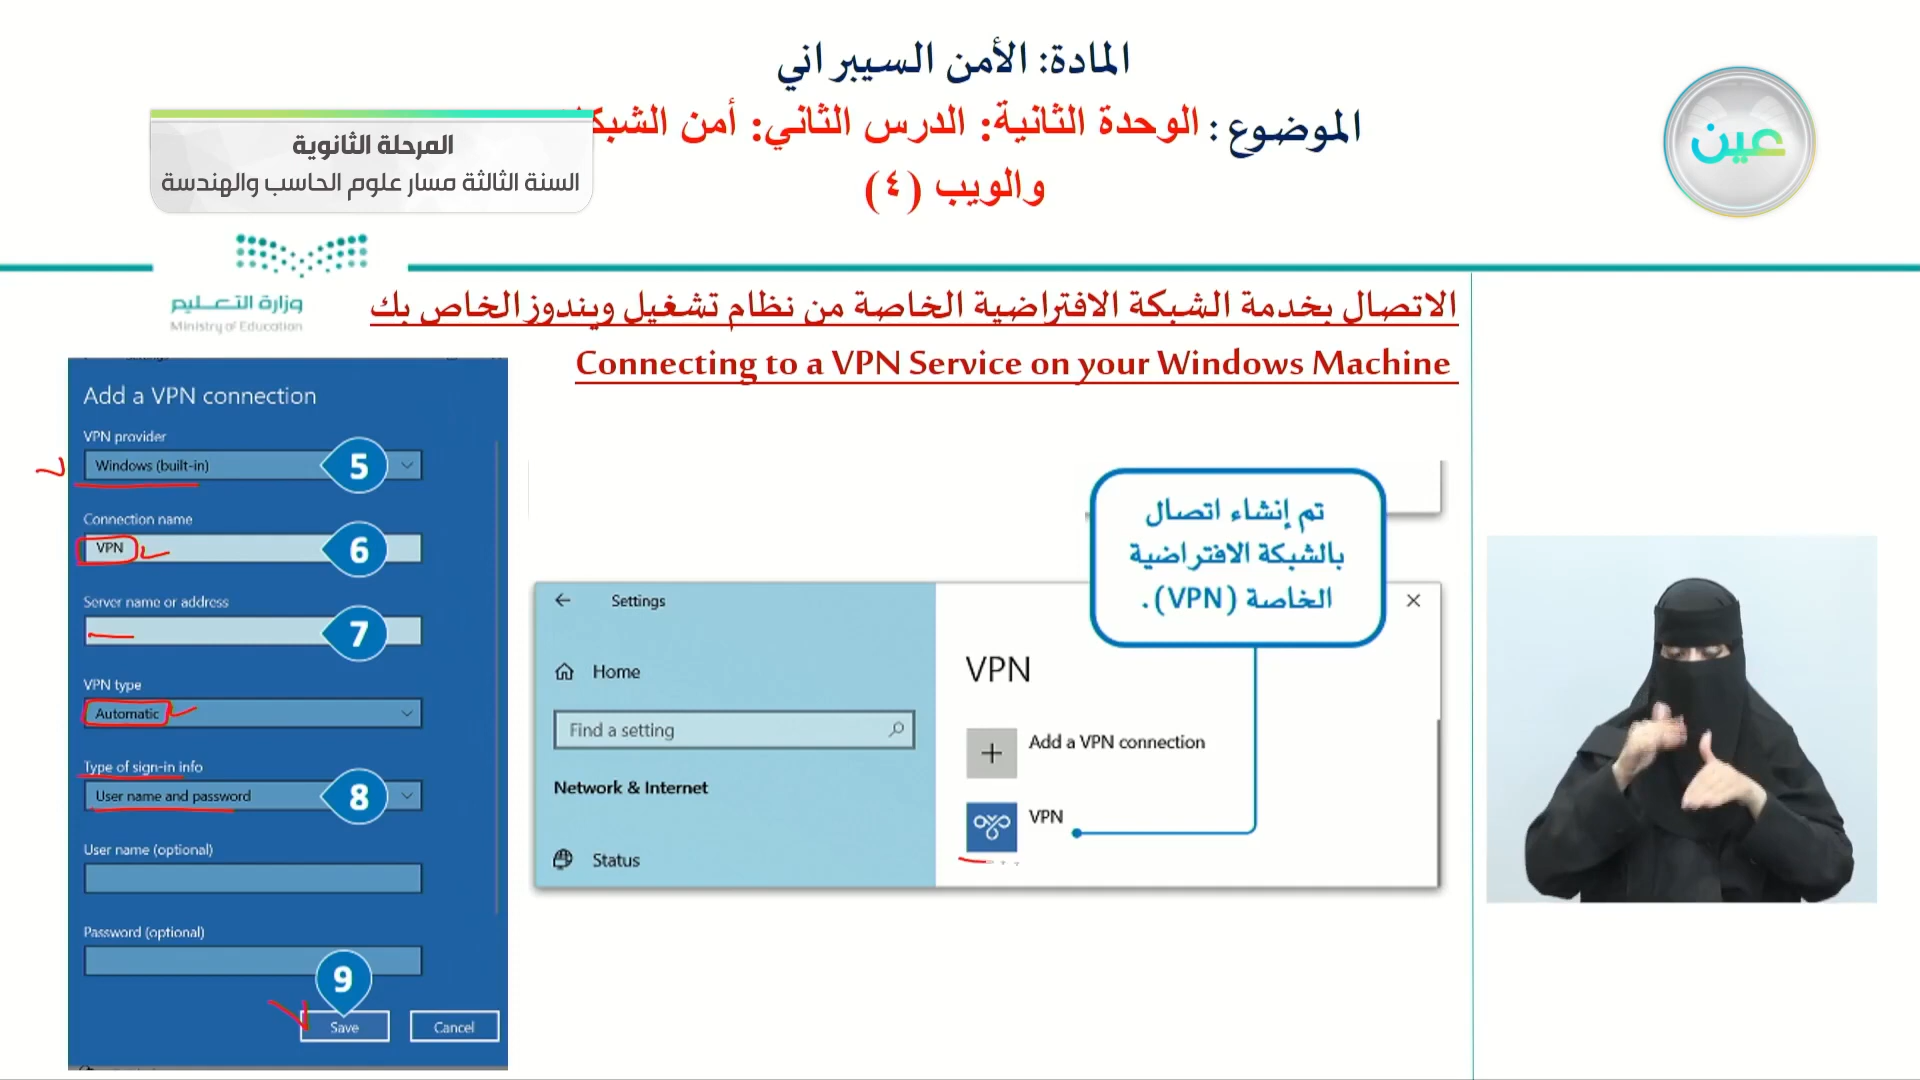 المادة: الأمن السيبراني
الموضوع: الوحدة الثانية: الدرس الثاني: أمن الشبكة
والويب (٤)
المرحلة الثانوية
السنة الثالثة مسار علوم الحاسب والهندسة
عين
وزارة التعليم
Ministry of Education
الاتصال بخدمة الشبكة الافتراضية الخاصة من نظام تشغيل ويندوز الخاص بك
Connecting to a VPN Service on your Windows Machine
Add a VPN connection
VPN provider
Windows (built-in)
5
Connection name
VPN
6
Server name or address
7
VPN type
Automatic
Type of sign-in info
User name and password
8
User name (optional)
Password (optional)
9
Save
Cancel
تم إنشاء اتصال
بالشبكة الافتراضية
الخاصة (VPN).
Settings
Home
Find a setting
Network & Internet
Status
VPN
Add a VPN connection
VPN